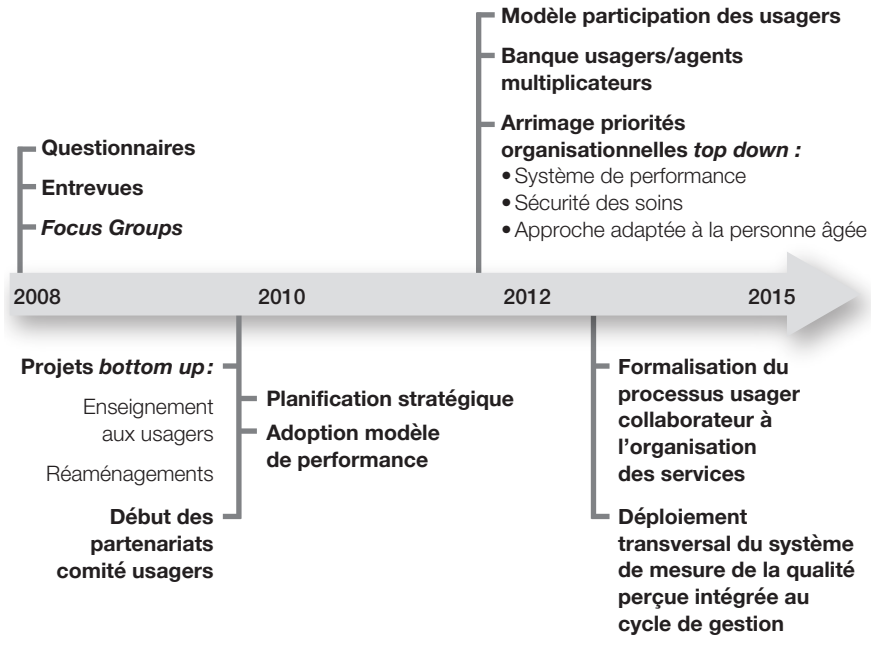 Modèle participation des usagers
Banque usagers/agents
multiplicateurs
Arrimage priorités
organisationnelles top down :
• Système de performance
• Sécurité des soins
• Approche adaptée à la personne âgée
Questionnaires
Entrevues
Focus Groups
2008 2010 2012 2015
Projets bottom up :
Enseignement
aux usagers
Réaménagements
Début des
partenariats
comité usagers
Planification stratégique
Adoption modèle
de performance
Formalisation du
processus usager
collaborateur à
l’organisation
des services
Déploiement
transversal du système
de mesure de la qualité
perçue intégrée au
cycle de gestion